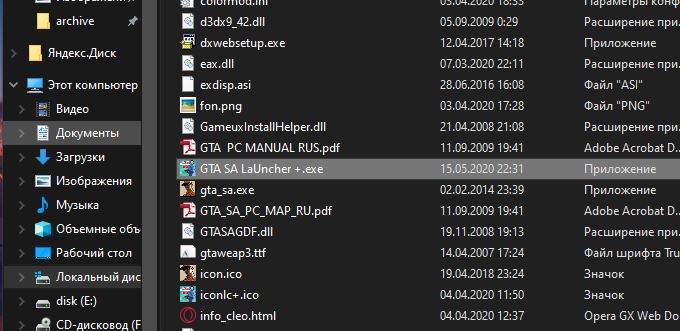 Изображени
archive
Яндекс.Диск
Этот компьютер
Видео
Документы
Загрузки
Изображения
Музыка
Объемные объе
Рабочий стол
Локальный дис
disk (E:)
CD-дисковод (F
colormod.ini 03.04.2020 18:33 Параметры конф
d3dx9_42.dll 05.09.2009 0:29 Расширение при...
dxwebsetup.exe 12.04.2017 14:18 Приложение
eax.dll 07.03.2020 22:11 Расширение при...
exdisp.asi 28.06.2016 16:08 Файл "ASI"
fon.png 03.04.2020 17:28 Файл "PNG"
GameuxInstallHelper.dll 21.04.2008 21:08 Расширение при...
GTA PC MANUAL RUS.pdf 11.09.2009 19:41 Adobe Acrobat D...
GTA SA LaUncher +.exe 15.05.2020 22:31 Приложение
gta_sa.exe 02.02.2014 23:39 Приложение
GTA_SA_PC_MAP_RU.pdf 11.09.2009 19:41 Adobe Acrobat D...
GTASAGDF.dll 19.11.2008 19:13 Расширение при...
gtaweap3.ttf 14.04.2007 12:24 Файл шрифта Tru
icon.ico 19.04.2018 23:24 Значок
iconlc+.ico 04.04.2020 11:50 Значок
info_cleo.html 04.04.2020 12:57 Opera GX Web Do